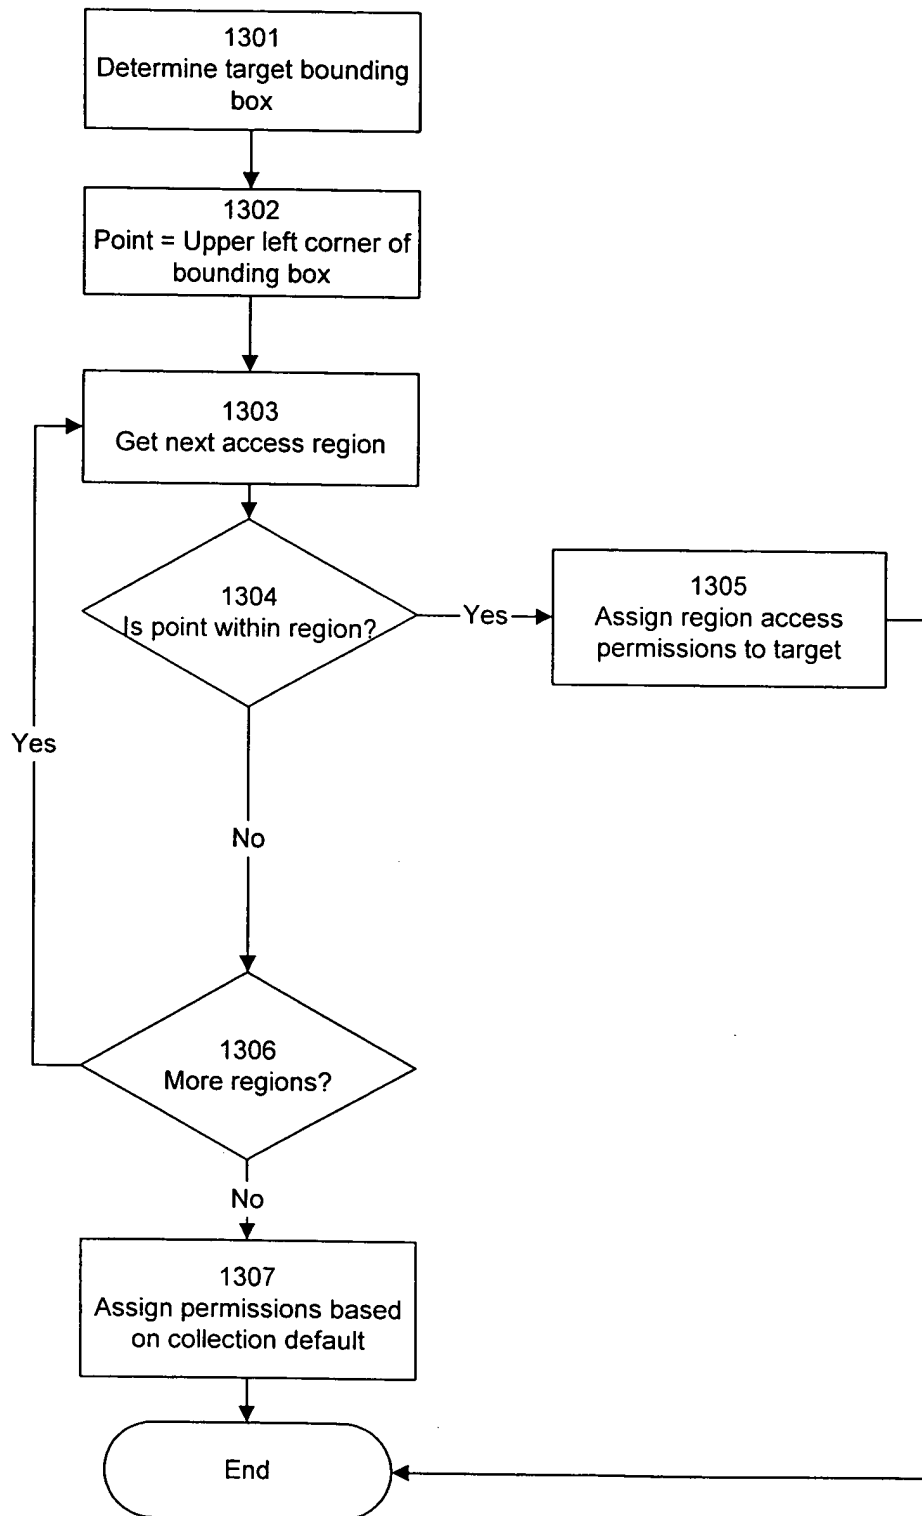 1301
Determine target bounding
box
1302
Point = Upper left corner of
bounding box
1303
Get next access region
1304
Is point within region?
Yes
1305
Assign region access
permissions to target
Yes
No
1306
More regions?
No
1307
Assign permissions based
on collection default
End